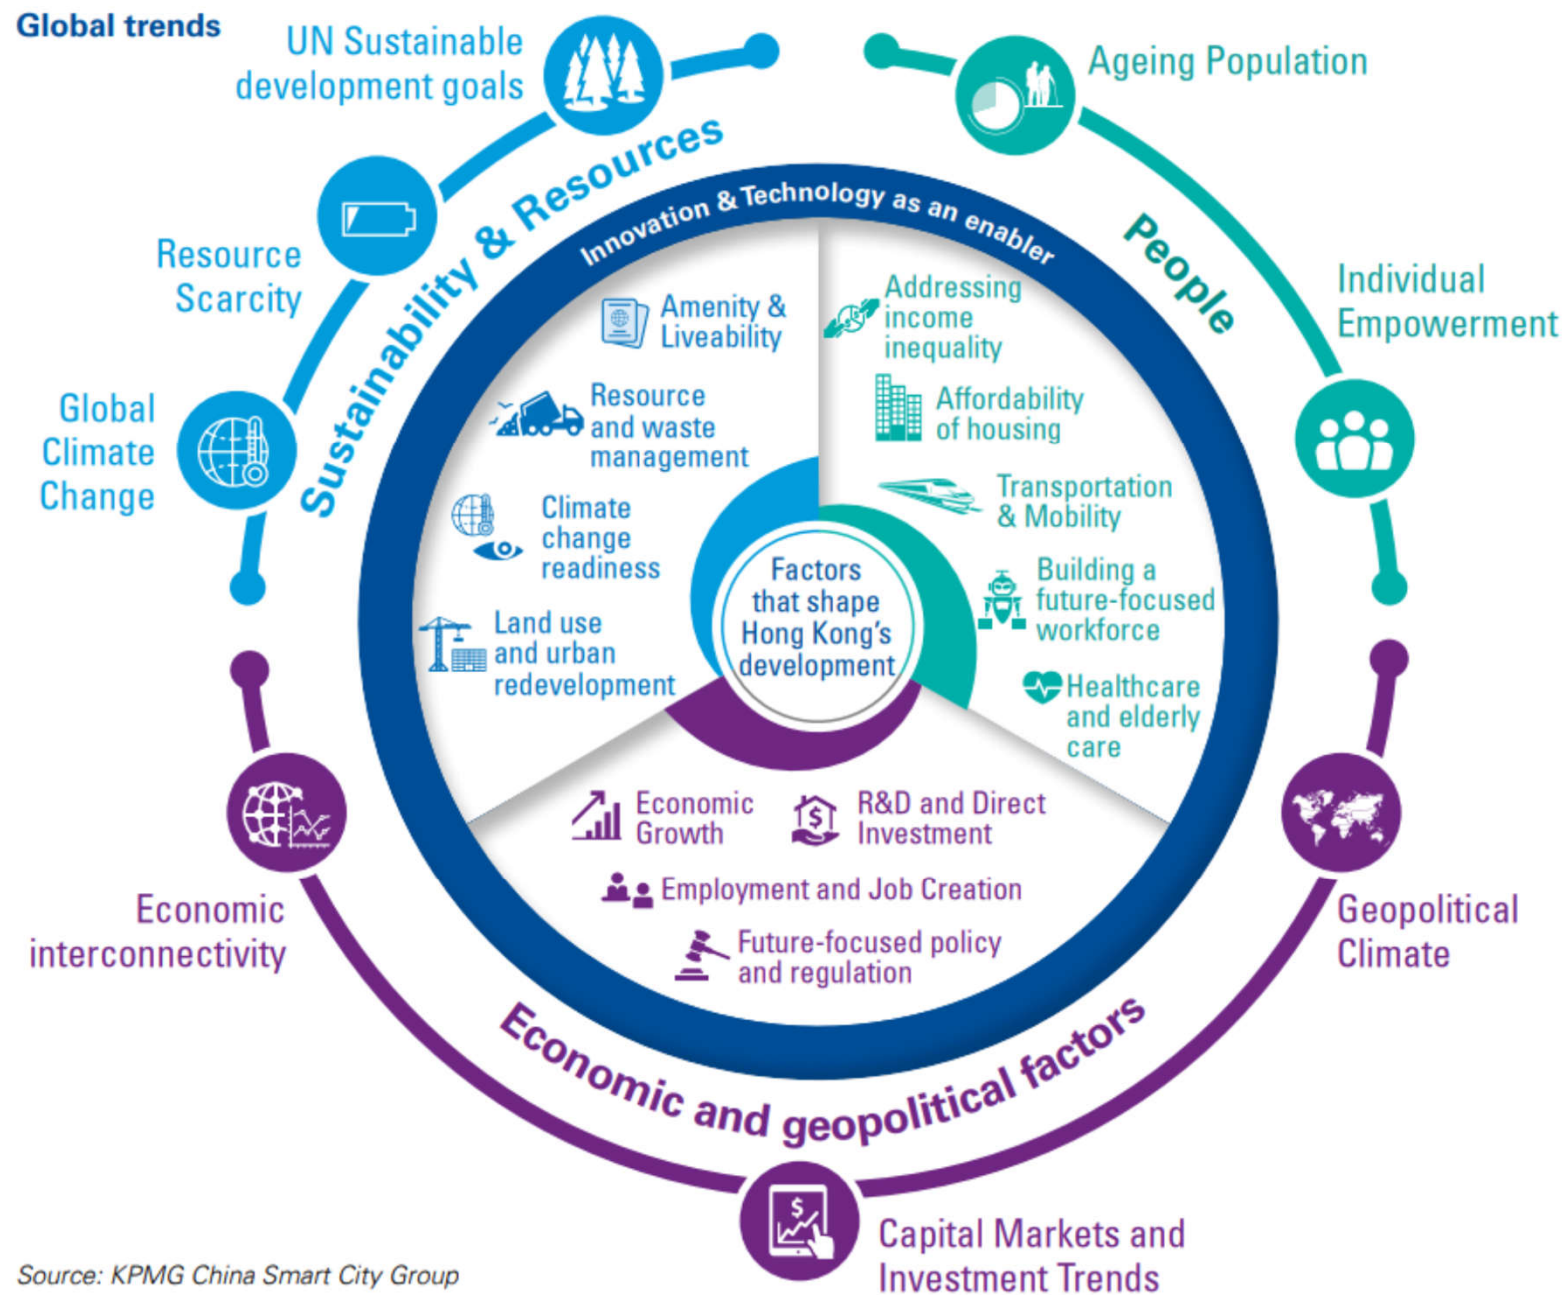 Global trends
UN Sustainable
development goals
Resource
Scarcity
Global
Climate
Change
Sustainability & Resources
Ageing Population
Individual
Empowerment
People
Innovation & Technology as an enabler
Amenity &
Liveability
Resource
and waste
management
Climate
change
readiness
Land use
and urban
redevelopment
Addressing
income
inequality
Affordability
of housing
Transportation
& Mobility
Building a
future-focused
workforce
Healthcare
and elderly
care
Factors
that shape
Hong Kong's
development
Economic
Growth
R&D and Direct
Investment
Employment and Job Creation
Future-focused policy
and regulation
Economic
interconnectivity
Geopolitical
Climate
Economic and geopolitical factors
Capital Markets and
Investment Trends
Source: KPMG China Smart City Group